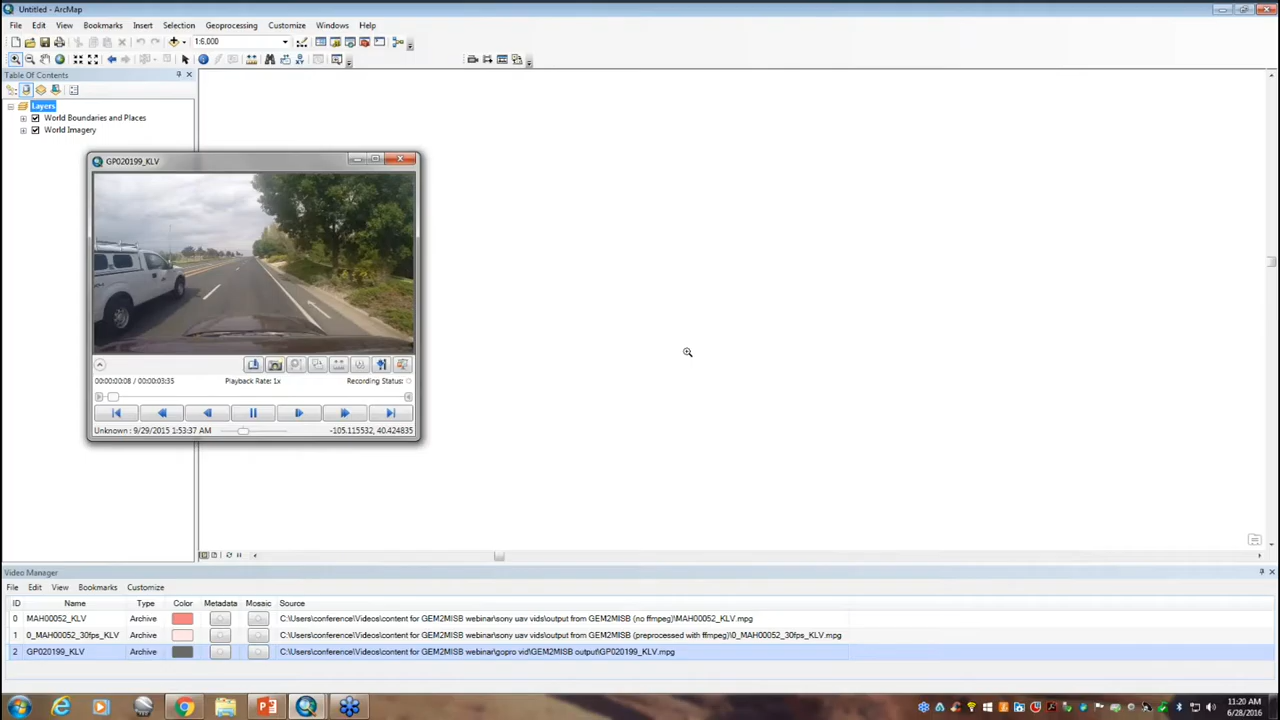 Untitled - ArcMap
File Edit View Bookmarks Insert Selection Geoprocessing Customize Windows Help
1:6,000
Table Of Contents
Layers
World Boundaries and Places
World Imagery
GP020199_KLV
00:00:00:08 / 00:00:03:35 Playback Rate: 1x Recording Status:
Unknown : 9/29/2015 1:53:37 AM -105.115532, 40.424835
Video Manager
File Edit View Bookmarks Customize
ID Name Type Color Metadata Mosaic Source
0 MAH00052_KLV Archive C:\Users\conference\Videos\content for GEM2MISB webinar\sony uav vids\output from GEM2MISB (no ffmpeg)\MAH00052_KLV.mpg
1 0_MAH00052_30fps_KLV Archive C:\Users\conference\Videos\content for GEM2MISB webinar\sony uav vids\output from GEM2MISB (preprocessed with ffmpeg)\0_MAH00052_30fps_KLV.mpg
2 GP020199_KLV Archive C:\Users\conference\Videos\content for GEM2MISB webinar\gopro vid\GEM2MISB output\GP020199_KLV.mpg
11:20 AM
6/28/2016